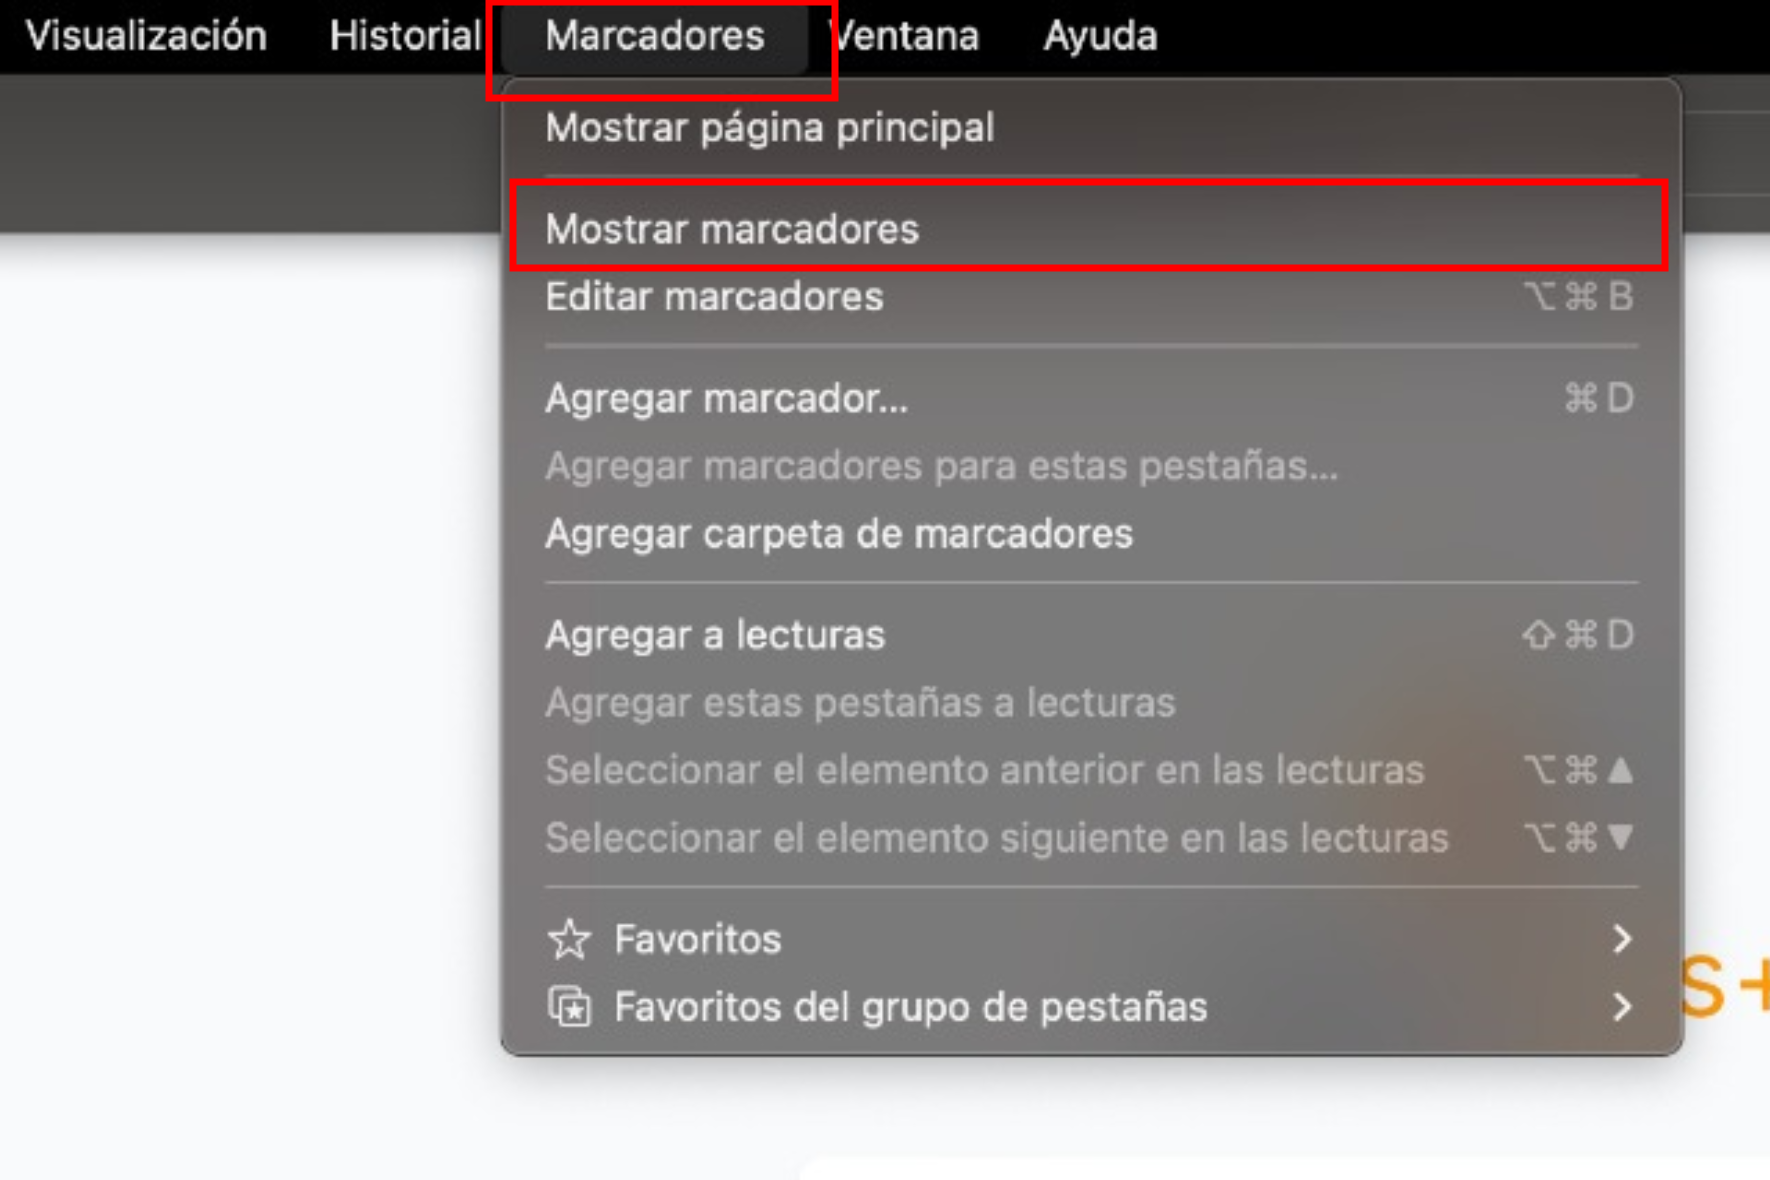 Visualización Historial Marcadores Ventana Ayuda
Mostrar página principal
Mostrar marcadores
Editar marcadores ⌥⌘B
Agregar marcador... ⌘D
Agregar marcadores para estas pestañas...
Agregar carpeta de marcadores
Agregar a lecturas ⇧⌘D
Agregar estas pestañas a lecturas
Seleccionar el elemento anterior en las lecturas ⌥⌘▲
Seleccionar el elemento siguiente en las lecturas ⌥⌘▼
Favoritos
s+
Favoritos del grupo de pestañas